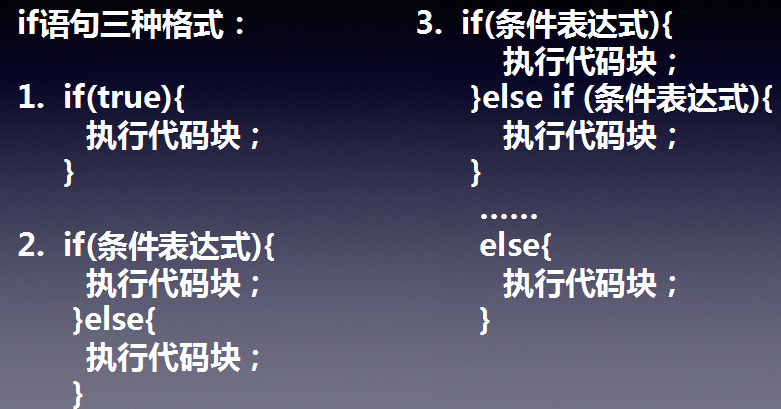 if语句三种格式：
1. if(true){
执行代码块；
}
2. if(条件表达式){
执行代码块；
}else{
执行代码块；
}
3. if(条件表达式){
执行代码块；
}else if (条件表达式){
执行代码块；
}
……
else{
执行代码块；
}